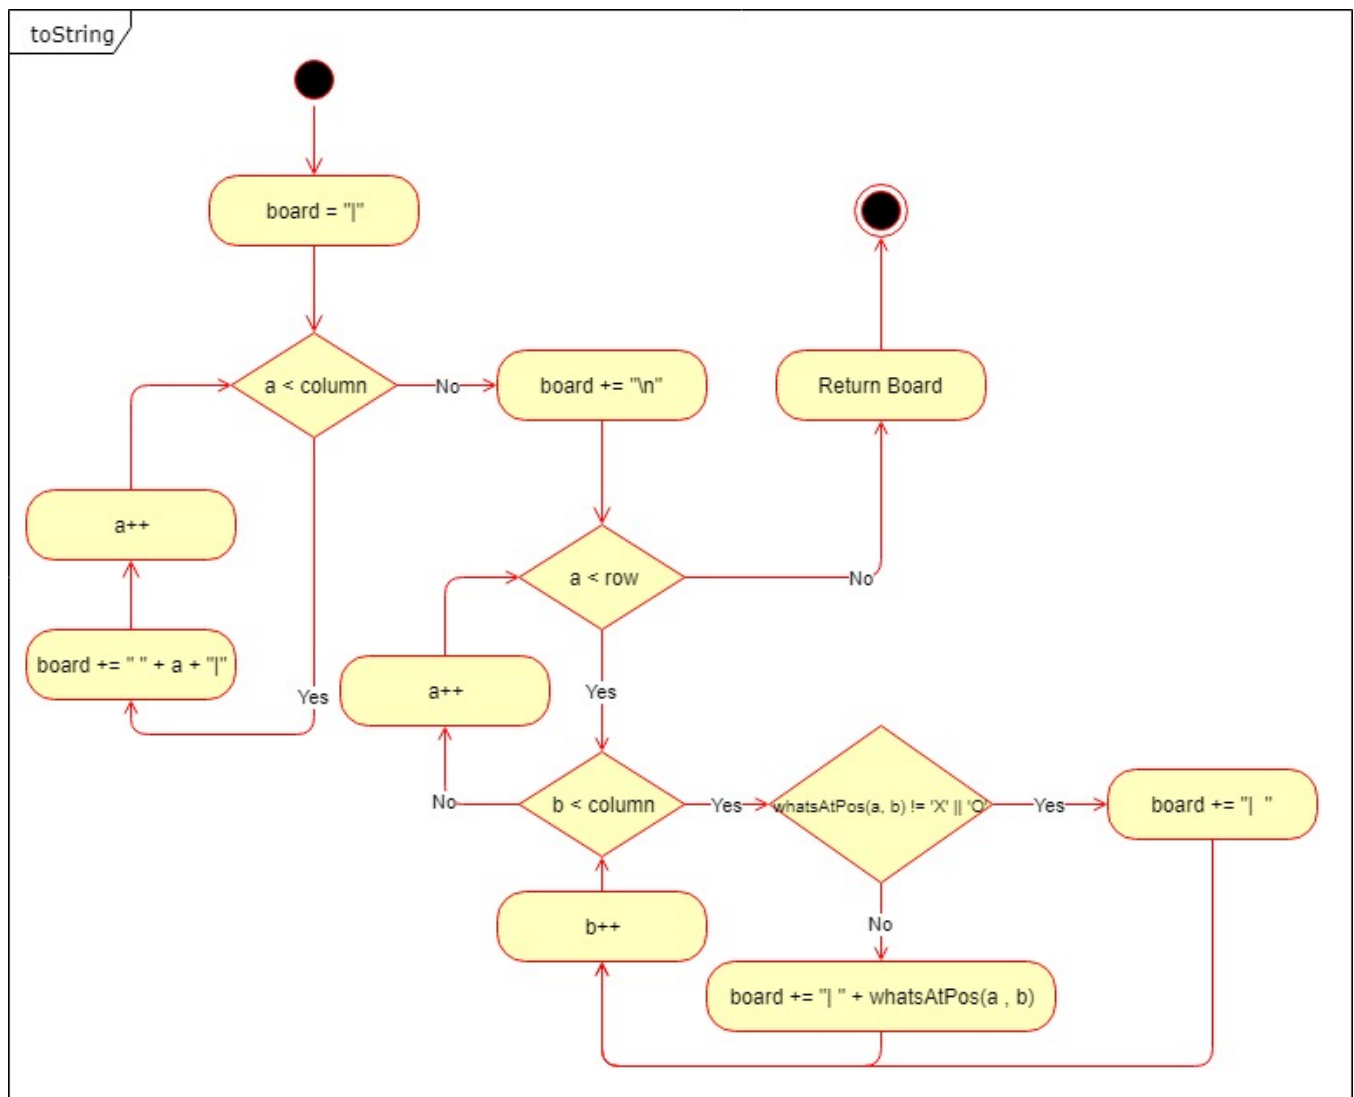 toString
board = "|"
a < column
No
board += "\n"
Return Board
a++
a < row
No
board += " " + a + "|"
Yes
a++
Yes
No
b < column
Yes
whatsAtPos(a, b) != 'X' || 'O'
Yes
board += "|  "
b++
No
board += "| " + whatsAtPos(a , b)